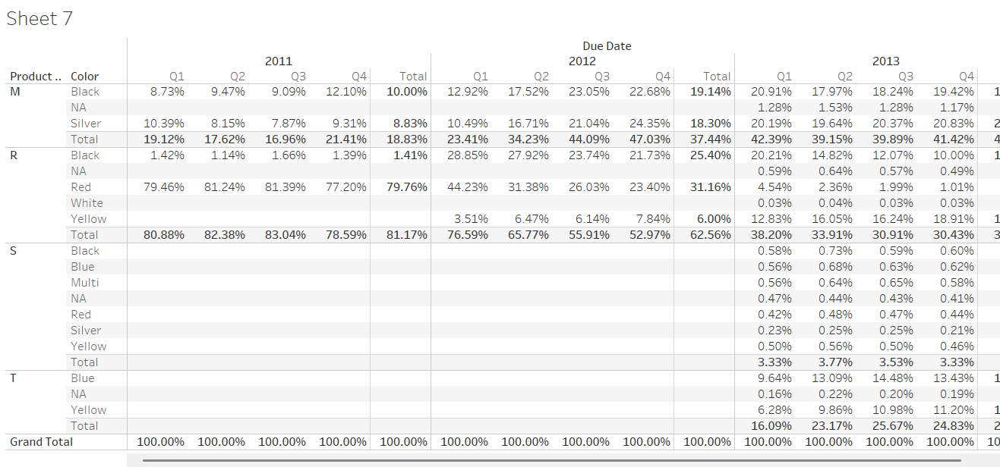 Sheet 7
Due Date
2011 2012 2013
Product .. Color Q1 Q2 Q3 Q4 Total Q1 Q2 Q3 Q4 Total Q1 Q2 Q3 Q4
M Black 8.73% 9.47% 9.09% 12.10% 10.00% 12.92% 17.52% 23.05% 22.68% 19.14% 20.91% 17.97% 18.24% 19.42% 1
NA 1.28% 1.53% 1.28% 1.17%
Silver 10.39% 8.15% 7.87% 9.31% 8.83% 10.49% 16.71% 21.04% 24.35% 18.30% 20.19% 19.64% 20.37% 20.83% 2
Total 19.12% 17.62% 16.96% 21.41% 18.83% 23.41% 34.23% 44.09% 47.03% 37.44% 42.39% 39.15% 39.89% 41.42% 4
R Black 1.42% 1.14% 1.66% 1.39% 1.41% 28.85% 27.92% 23.74% 21.73% 25.40% 20.21% 14.82% 12.07% 10.00% 1
NA 0.59% 0.64% 0.57% 0.49%
Red 79.46% 81.24% 81.39% 77.20% 79.76% 44.23% 31.38% 26.03% 23.40% 31.16% 4.54% 2.36% 1.99% 1.01%
White 0.03% 0.04% 0.03% 0.03%
Yellow 3.51% 6.47% 6.14% 7.84% 6.00% 12.83% 16.05% 16.24% 18.91% 1
Total 80.88% 82.38% 83.04% 78.59% 81.17% 76.59% 65.77% 55.91% 52.97% 62.56% 38.20% 33.91% 30.91% 30.43% 3
S Black 0.58% 0.73% 0.59% 0.60%
Blue 0.56% 0.68% 0.63% 0.62%
Multi 0.56% 0.64% 0.65% 0.58%
NA 0.47% 0.44% 0.43% 0.41%
Red 0.42% 0.48% 0.47% 0.44%
Silver 0.23% 0.25% 0.25% 0.21%
Yellow 0.50% 0.56% 0.50% 0.46%
Total 3.33% 3.77% 3.53% 3.33%
T Blue 9.64% 13.09% 14.48% 13.43% 1
NA 0.16% 0.22% 0.20% 0.19%
Yellow 6.28% 9.86% 10.98% 11.20% 1
Total 16.09% 23.17% 25.67% 24.83% 2
Grand Total 100.00% 100.00% 100.00% 100.00% 100.00% 100.00% 100.00% 100.00% 100.00% 100.00% 100.00% 100.00% 100.00% 100.00% 10